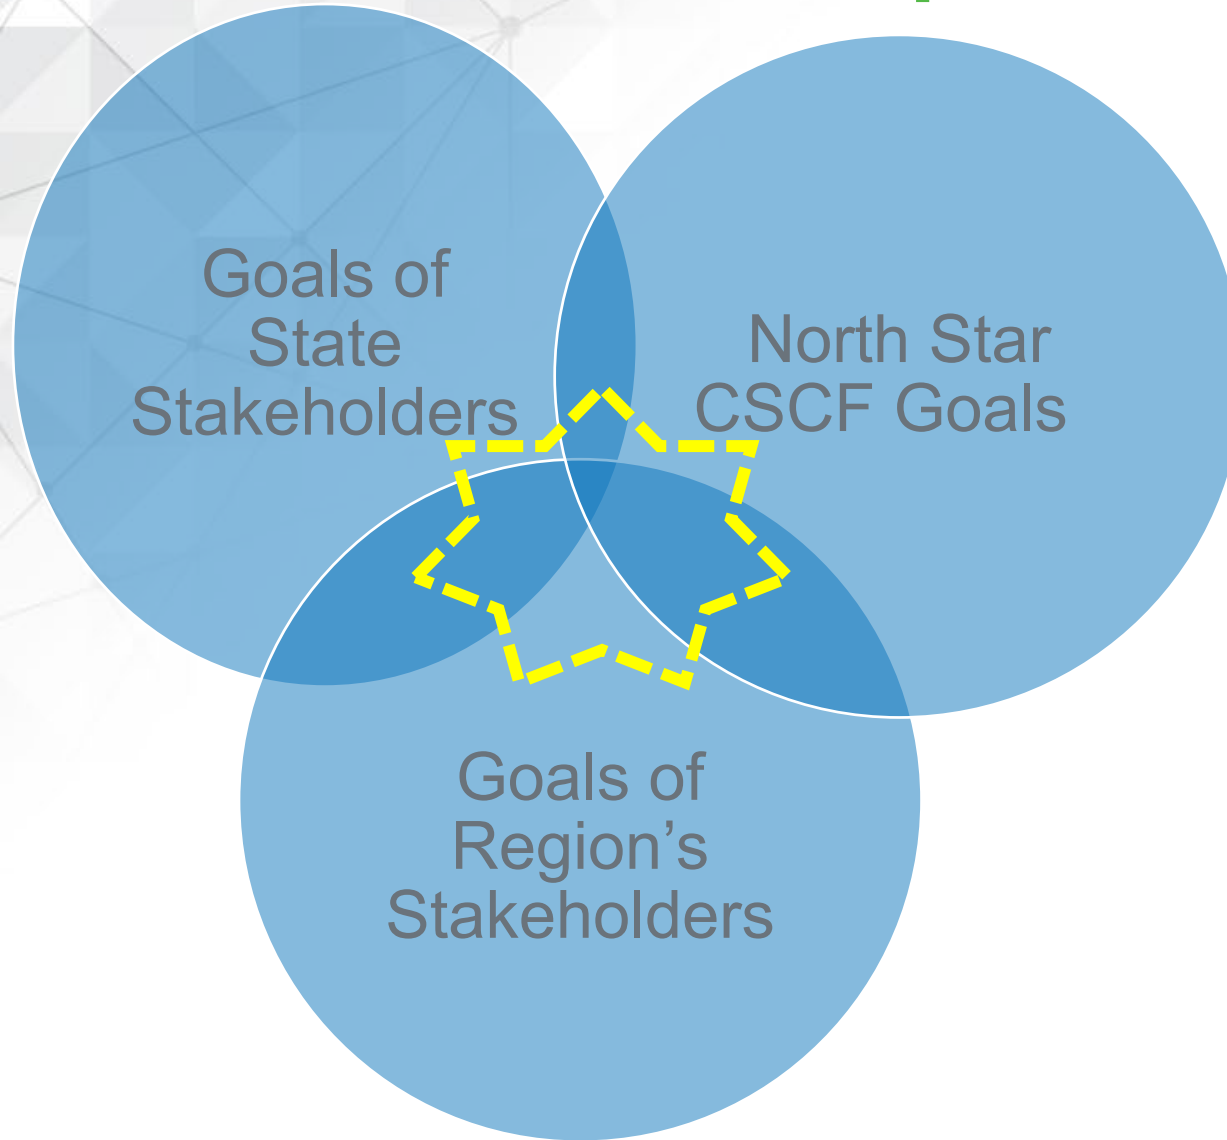 Goals of
State
Stakeholders
North Star
CSCF Goals
Goals of
Region’s
Stakeholders